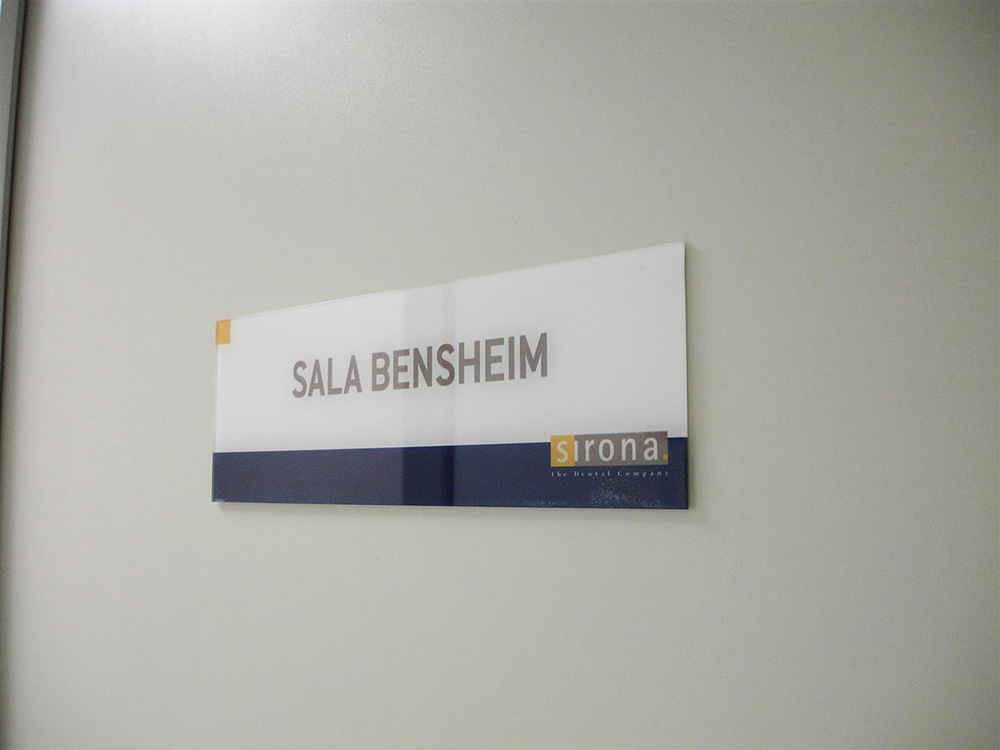 SALA BENSHEIM
sirona.
The Dental Company